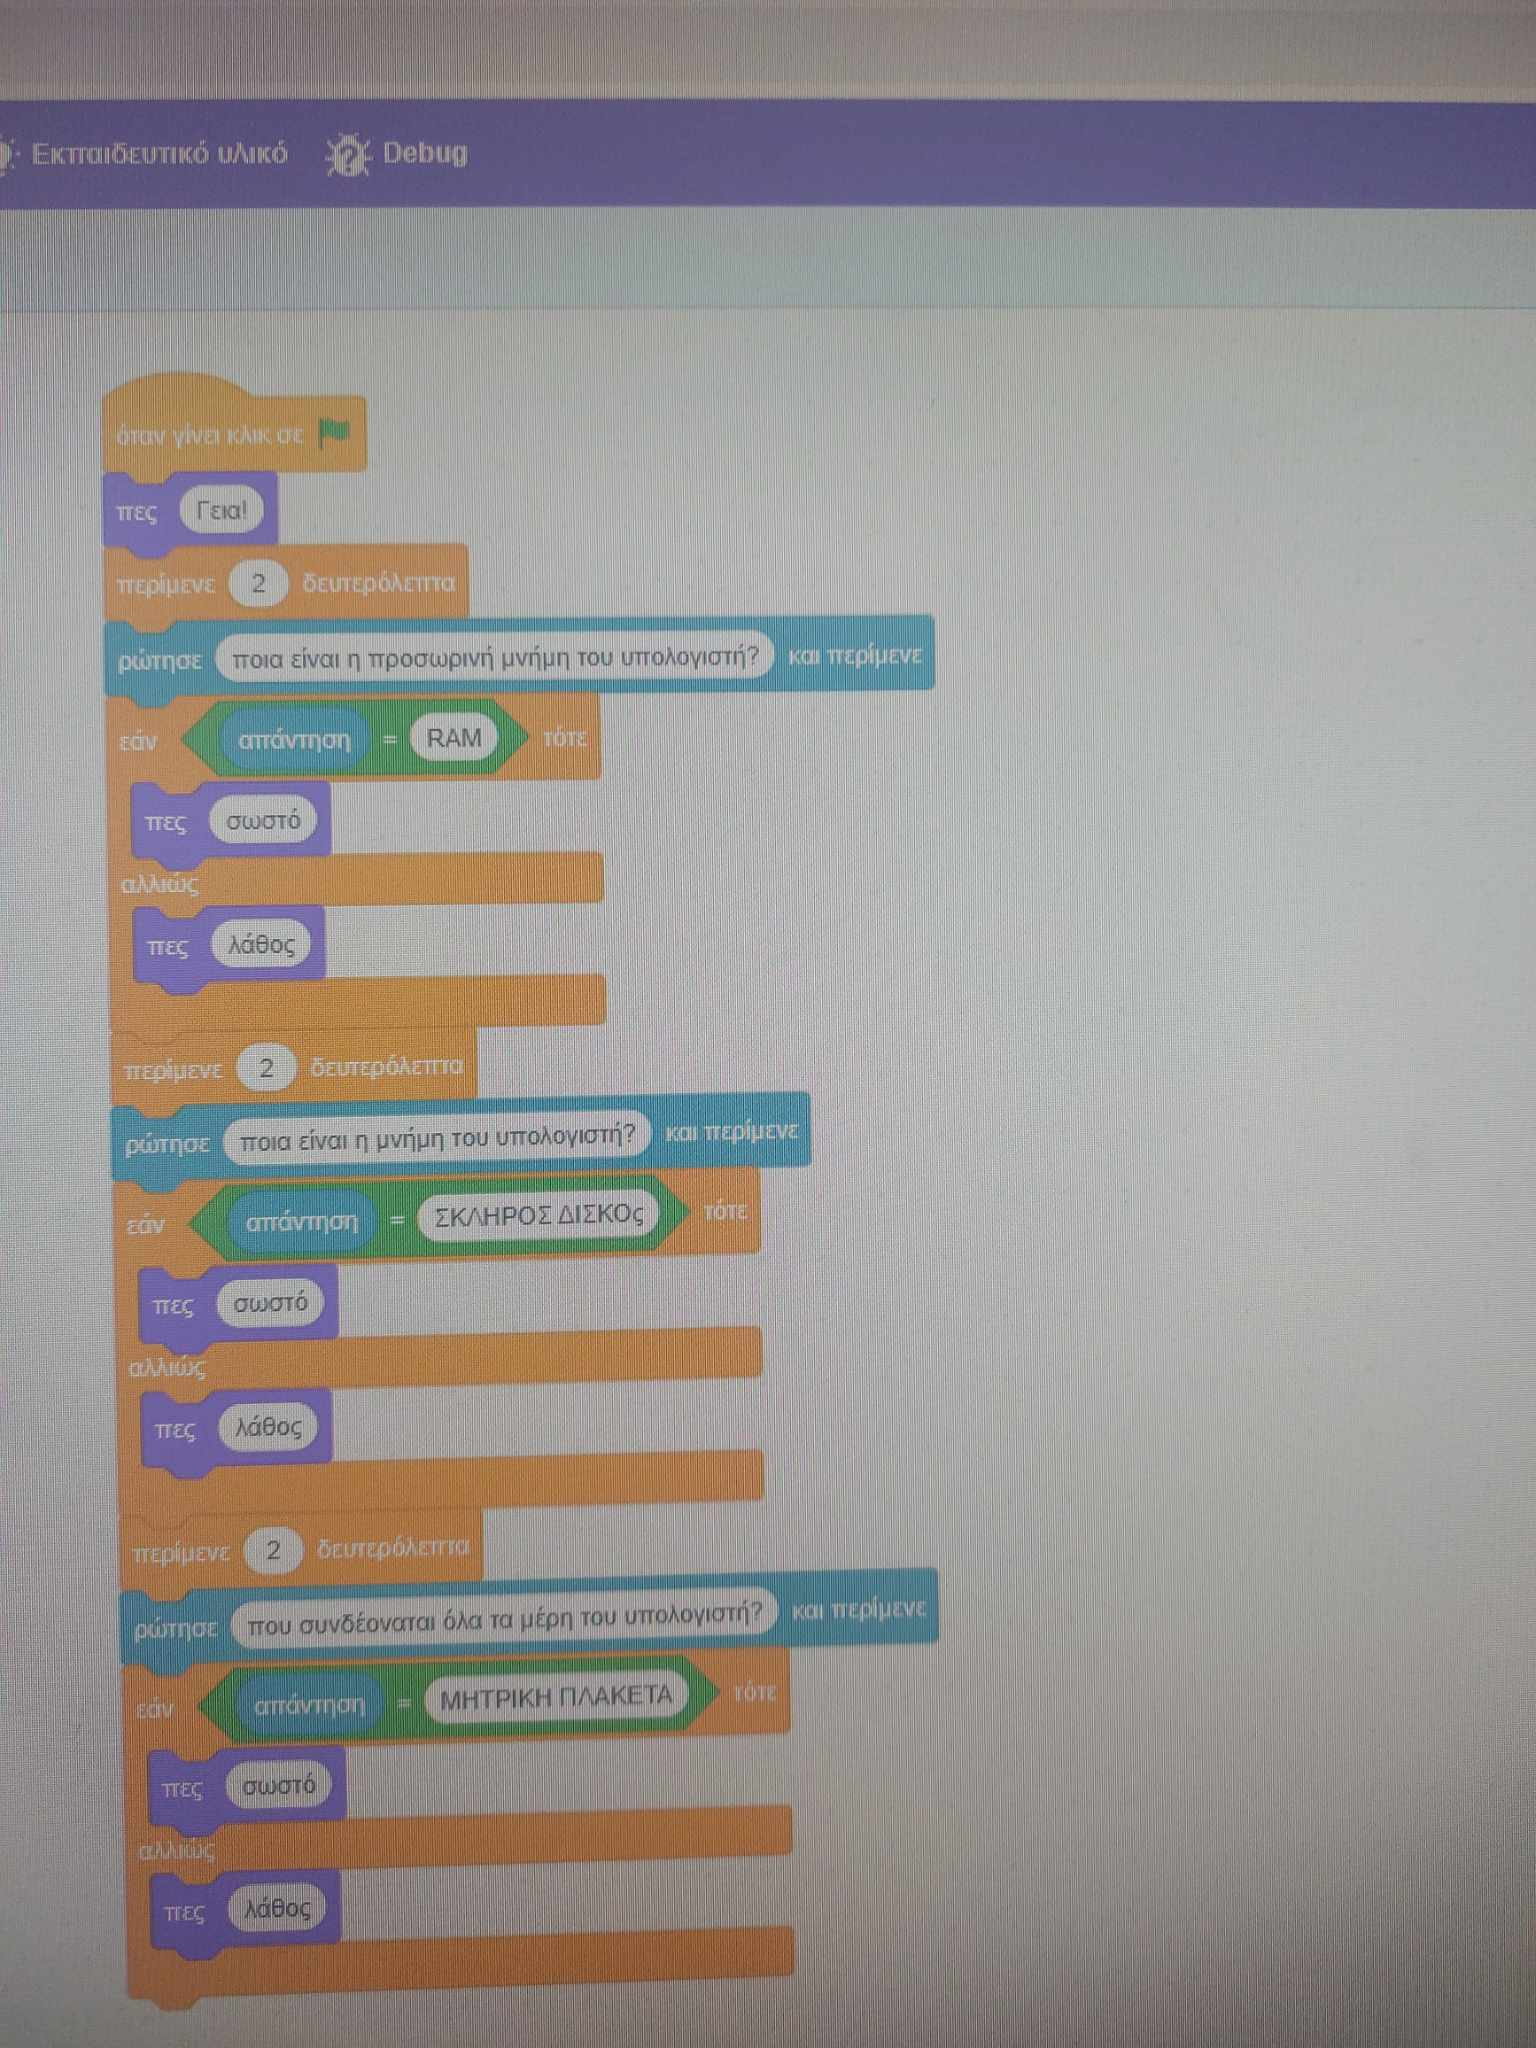 Εκπαιδευτικό υλικό Debug
όταν γίνει κλικ σε
πες Γεια!
περίμενε 2 δευτερόλεπτα
ρώτησε ποια είναι η προσωρινή μνήμη του υπολογιστή? και περίμενε
εάν απάντηση = RAM τότε
πες σωστό
αλλιώς
πες λάθος
περίμενε 2 δευτερόλεπτα
ρώτησε ποια είναι η μνήμη του υπολογιστή? και περίμενε
εάν απάντηση = ΣΚΛΗΡΟΣ ΔΙΣΚΟς τότε
πες σωστό
αλλιώς
πες λάθος
περίμενε 2 δευτερόλεπτα
ρώτησε που συνδέοναται όλα τα μέρη του υπολογιστή? και περίμενε
εάν απάντηση = ΜΗΤΡΙΚΗ ΠΛΑΚΕΤΑ τότε
πες σωστό
αλλιώς
πες λάθος